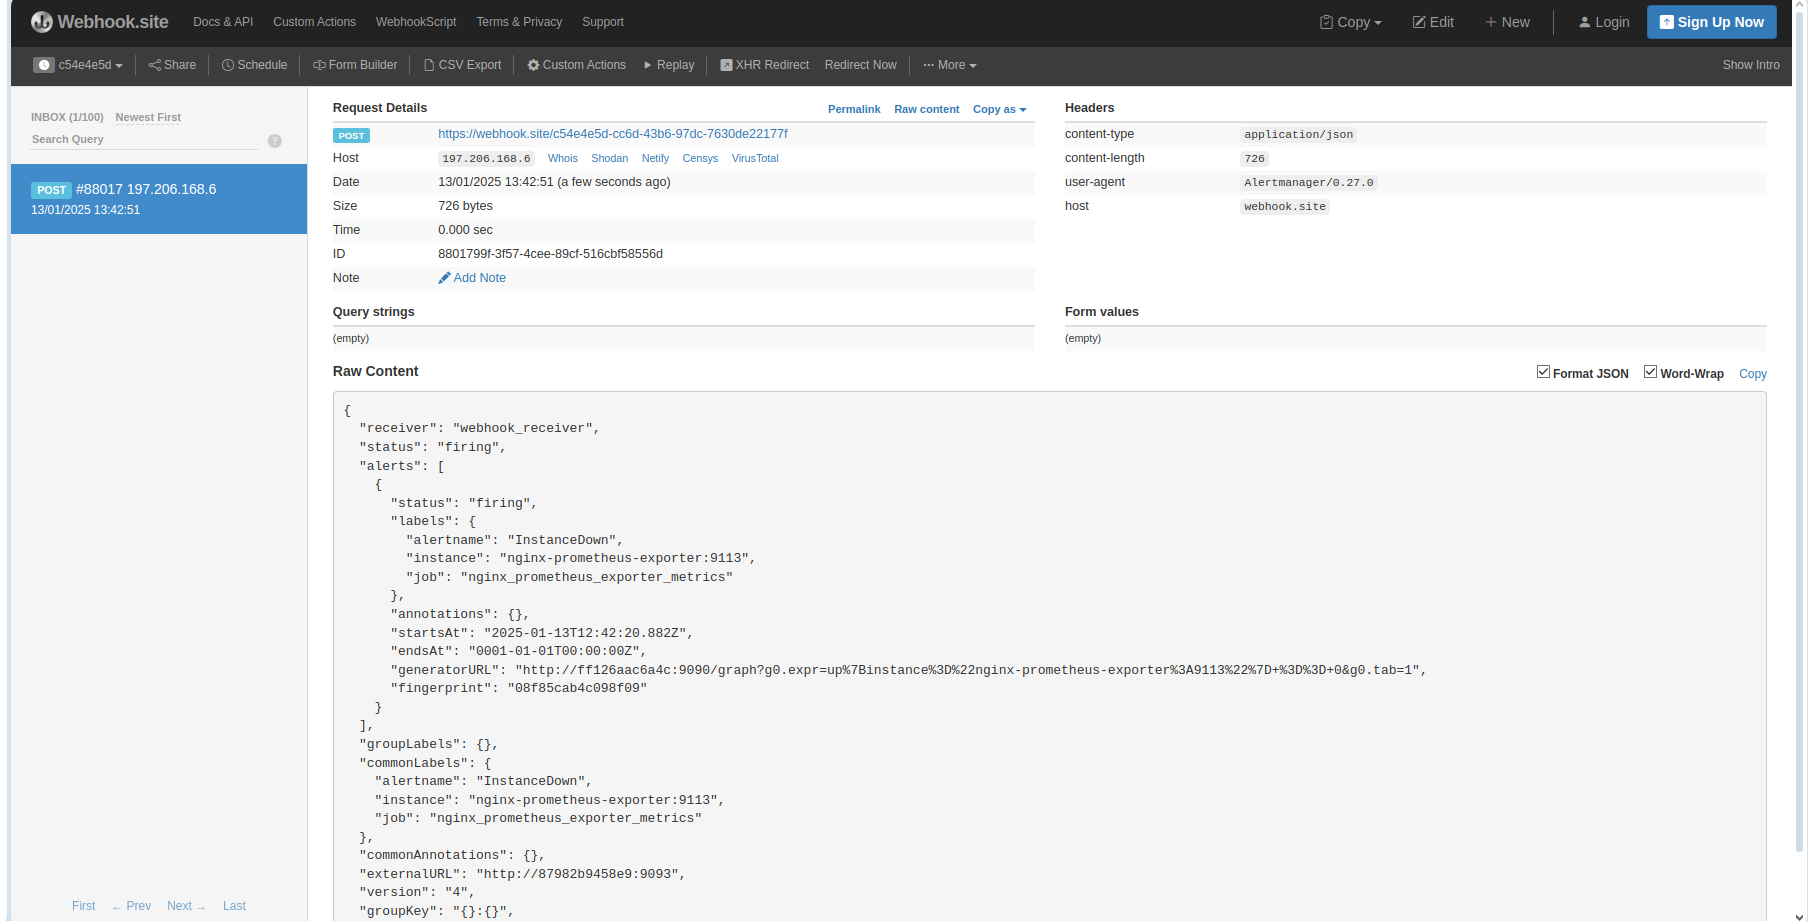 Webhook.site Docs & API Custom Actions WebhookScript Terms & Privacy Support Copy Edit New Login Sign Up Now
c54e4e5d Share Schedule Form Builder CSV Export Custom Actions Replay XHR Redirect Redirect Now ··· More Show Intro
INBOX (1/100) Newest First
Search Query ?
POST #88017 197.206.168.6
13/01/2025 13:42:51
First ← Prev Next → Last
Request Details Permalink Raw content Copy as
POST https://webhook.site/c54e4e5d-cc6d-43b6-97dc-7630de22177f
Host 197.206.168.6 Whois Shodan Netify Censys VirusTotal
Date 13/01/2025 13:42:51 (a few seconds ago)
Size 726 bytes
Time 0.000 sec
ID 8801799f-3f57-4cee-89cf-516cbf58556d
Note Add Note
Headers
content-type application/json
content-length 726
user-agent Alertmanager/0.27.0
host webhook.site
Query strings
(empty)
Form values
(empty)
Raw Content Format JSON Word-Wrap Copy
{
  "receiver": "webhook_receiver",
  "status": "firing",
  "alerts": [
    {
      "status": "firing",
      "labels": {
        "alertname": "InstanceDown",
        "instance": "nginx-prometheus-exporter:9113",
        "job": "nginx_prometheus_exporter_metrics"
      },
      "annotations": {},
      "startsAt": "2025-01-13T12:42:20.882Z",
      "endsAt": "0001-01-01T00:00:00Z",
      "generatorURL": "http://ff126aac6a4c:9090/graph?g0.expr=up%7Binstance%3D%22nginx-prometheus-exporter%3A9113%22%7D+%3D%3D+0&g0.tab=1",
      "fingerprint": "08f85cab4c098f09"
    }
  ],
  "groupLabels": {},
  "commonLabels": {
    "alertname": "InstanceDown",
    "instance": "nginx-prometheus-exporter:9113",
    "job": "nginx_prometheus_exporter_metrics"
  },
  "commonAnnotations": {},
  "externalURL": "http://87982b9458e9:9093",
  "version": "4",
  "groupKey": "{}:{}",